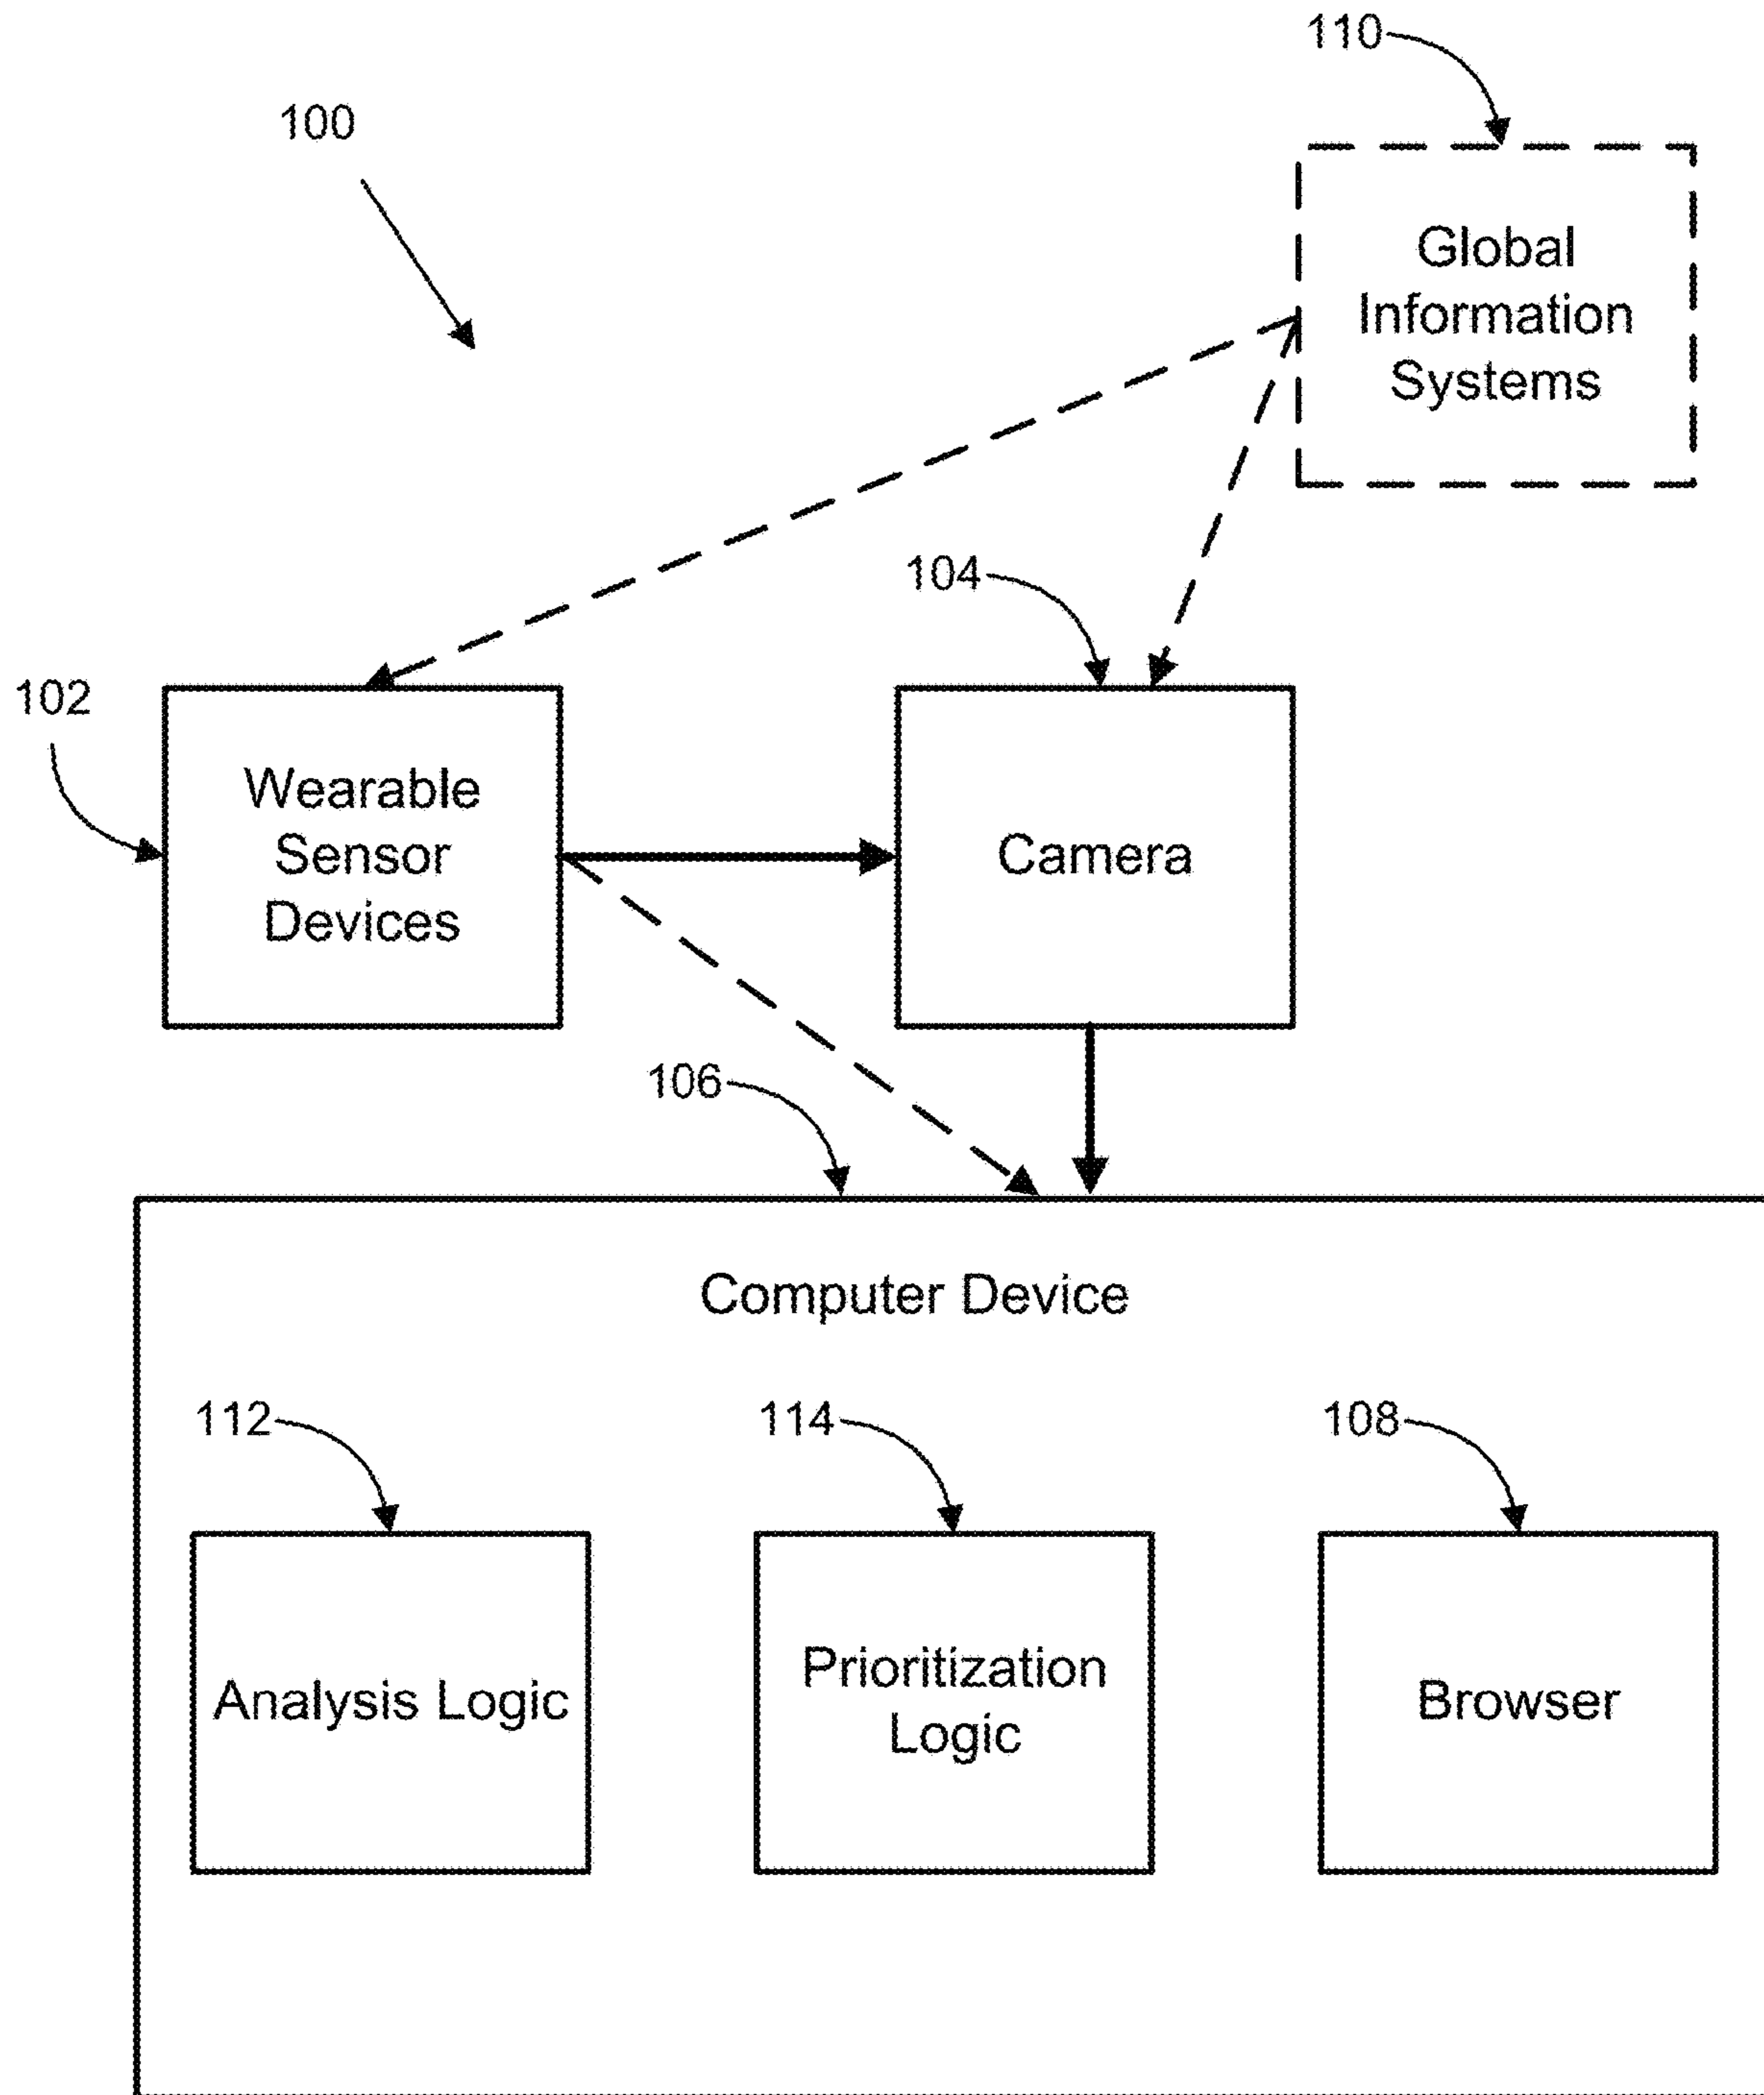 110
100
Global
Information
Systems
104
102
Wearable
Sensor
Devices
Camera
106
Computer Device
112
114
108
Analysis Logic
Prioritization
Logic
Browser